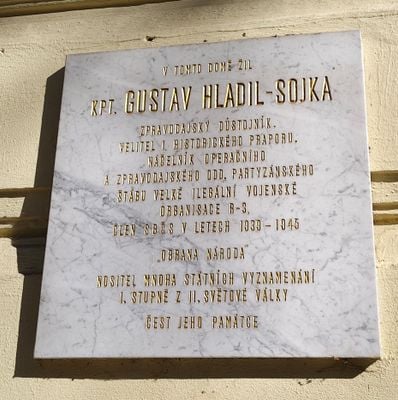 V TOMTO DOMĚ ŽIL
KPT. GUSTAV HLADIL-SOJKA
ZPRAVODAJSKÝ DŮSTOJNÍK,
VELITEL I. HISTORICKÉHO PRAPORU,
NÁČELNÍK OPERAČNÍHO
A ZPRAVODAJSKÉHO ODD. PARTYZÁNSKÉHO
ŠTÁBU VELKÉ ILEGÁLNÍ VOJENSKÉ
ORGANISACE R-3,
ČLEN SBČS V LETECH 1939-1945
„OBRANA NÁRODA"
NOSITEL MNOHA STÁTNÍCH VYZNAMENÁNÍ
I. STUPNĚ Z II. SVĚTOVÉ VÁLKY
ČEST JEHO PAMÁTCE